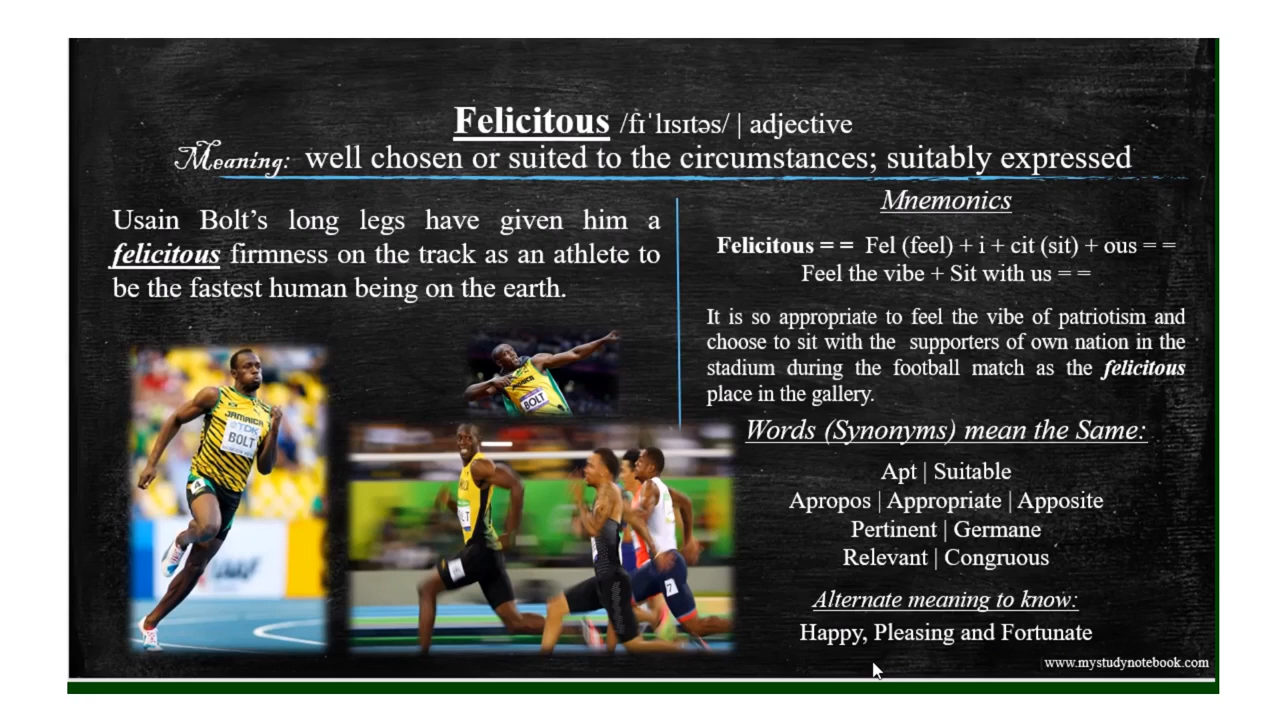 Felicitous /fɪˈlɪsɪtəs/ | adjective
Meaning: well chosen or suited to the circumstances; suitably expressed
Usain Bolt's long legs have given him a
felicitous firmness on the track as an athlete to
be the fastest human being on the earth.
JAMAICA
TDK
BOLT
4
BOLT
LT
7
Mnemonics
Felicitous = = Fel (feel) + i + cit (sit) + ous = =
Feel the vibe + Sit with us = =
It is so appropriate to feel the vibe of patriotism and
choose to sit with the supporters of own nation in the
stadium during the football match as the felicitous
place in the gallery.
Words (Synonyms) mean the Same:
Apt | Suitable
Apropos | Appropriate | Apposite
Pertinent | Germane
Relevant | Congruous
Alternate meaning to know:
Happy, Pleasing and Fortunate
www.mystudynotebook.com